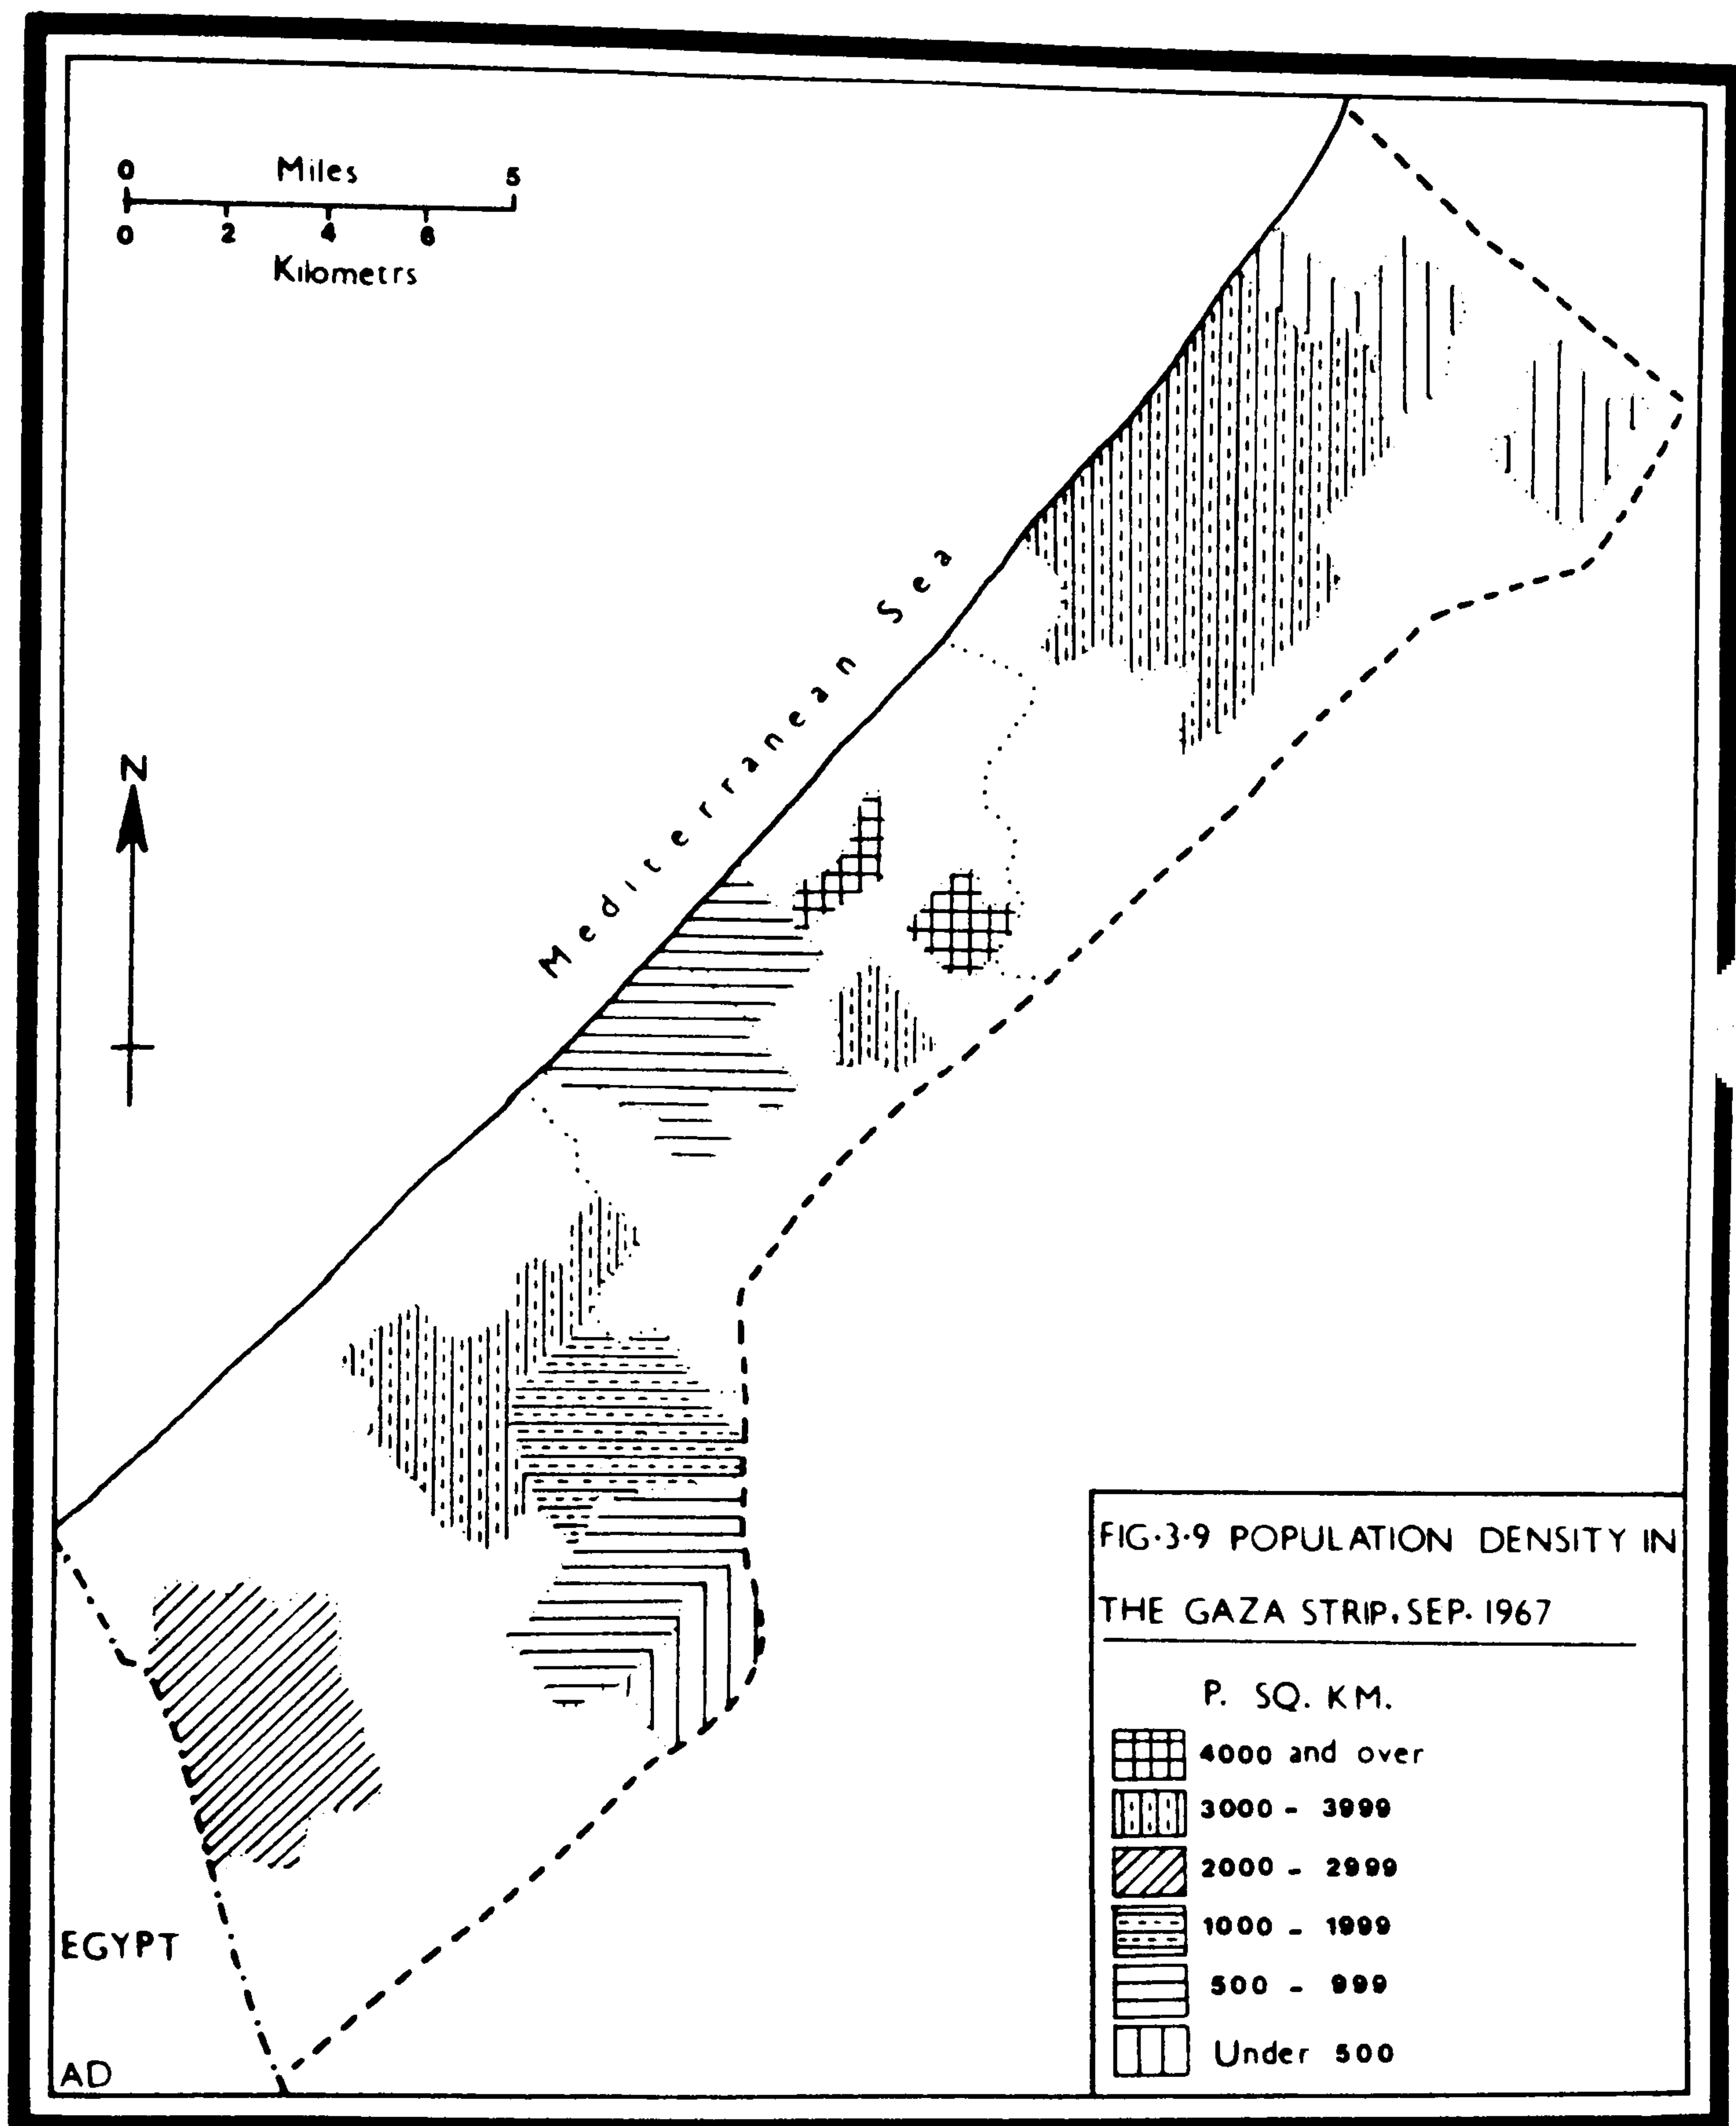 0 Miles 5
0 2 4 6
Kilometrs
Mediterranean Sea
N
EGYPT
AD
FIG.3.9 POPULATION DENSITY IN
THE GAZA STRIP, SEP. 1967
P. SQ. KM.
4000 and over
3000 - 3999
2000 - 2999
1000 - 1999
500 - 999
Under 500